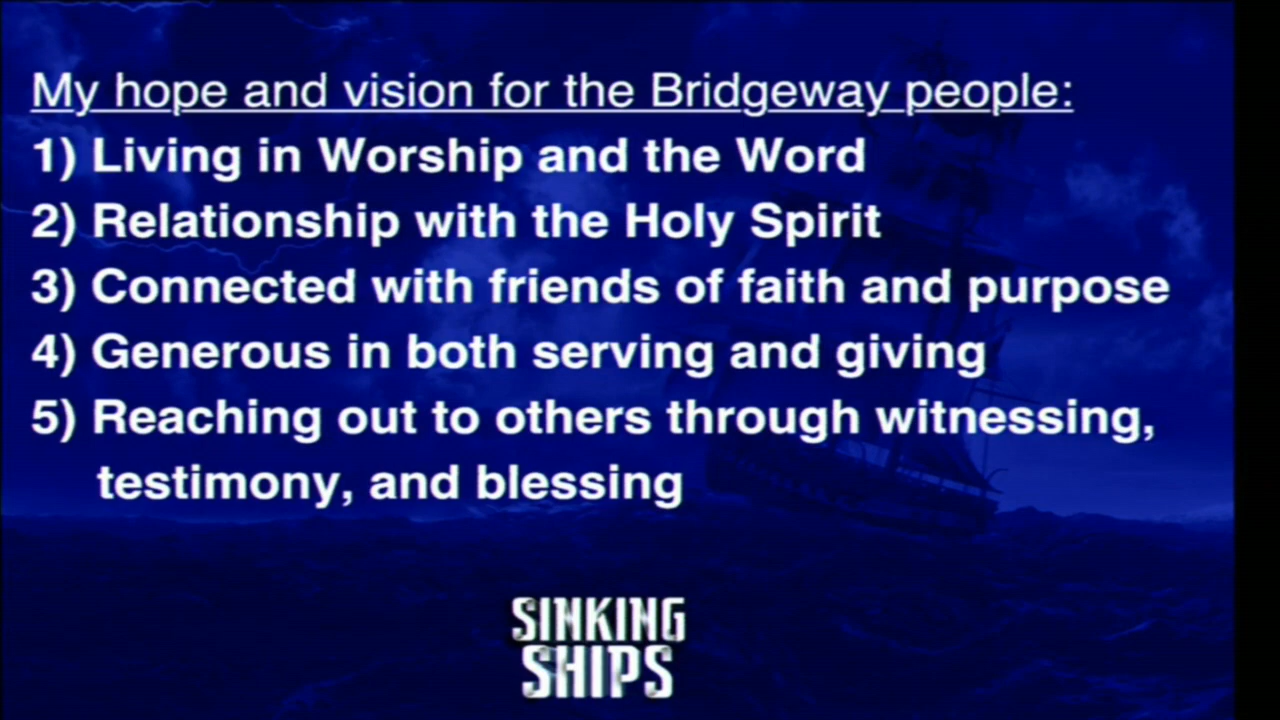 My hope and vision for the Bridgeway people:
1) Living in Worship and the Word
2) Relationship with the Holy Spirit
3) Connected with friends of faith and purpose
4) Generous in both serving and giving
5) Reaching out to others through witnessing,
testimony, and blessing
SINKING
SHIPS